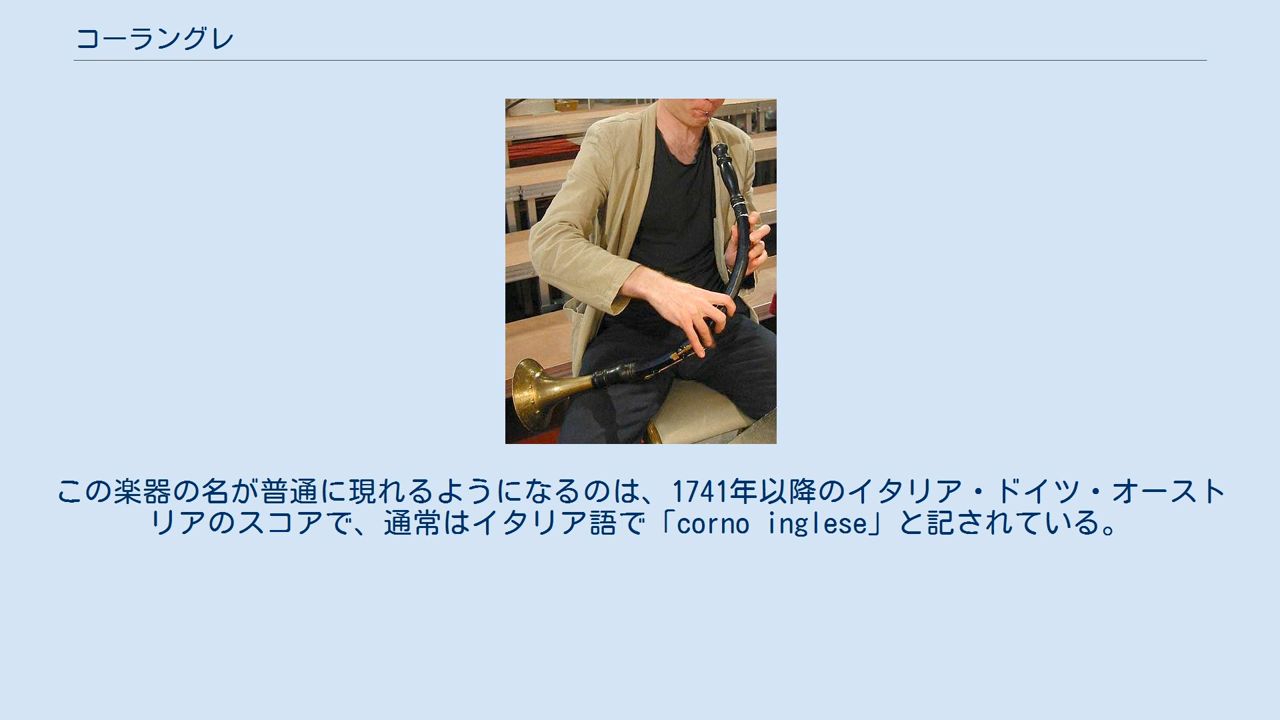 コーラングレ
この楽器の名が普通に現れるようになるのは、1741年以降のイタリア・ドイツ・オースト
リアのスコアで、通常はイタリア語で「corno inglese」と記されている。